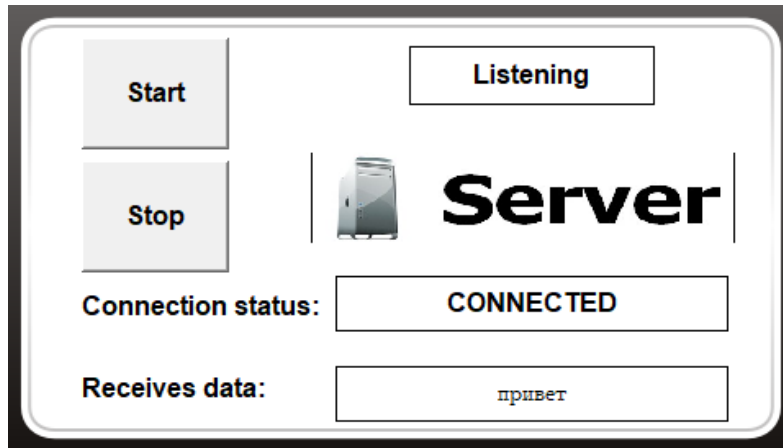 Start
Listening
Stop
Server
Connection status:
CONNECTED
Receives data:
привет